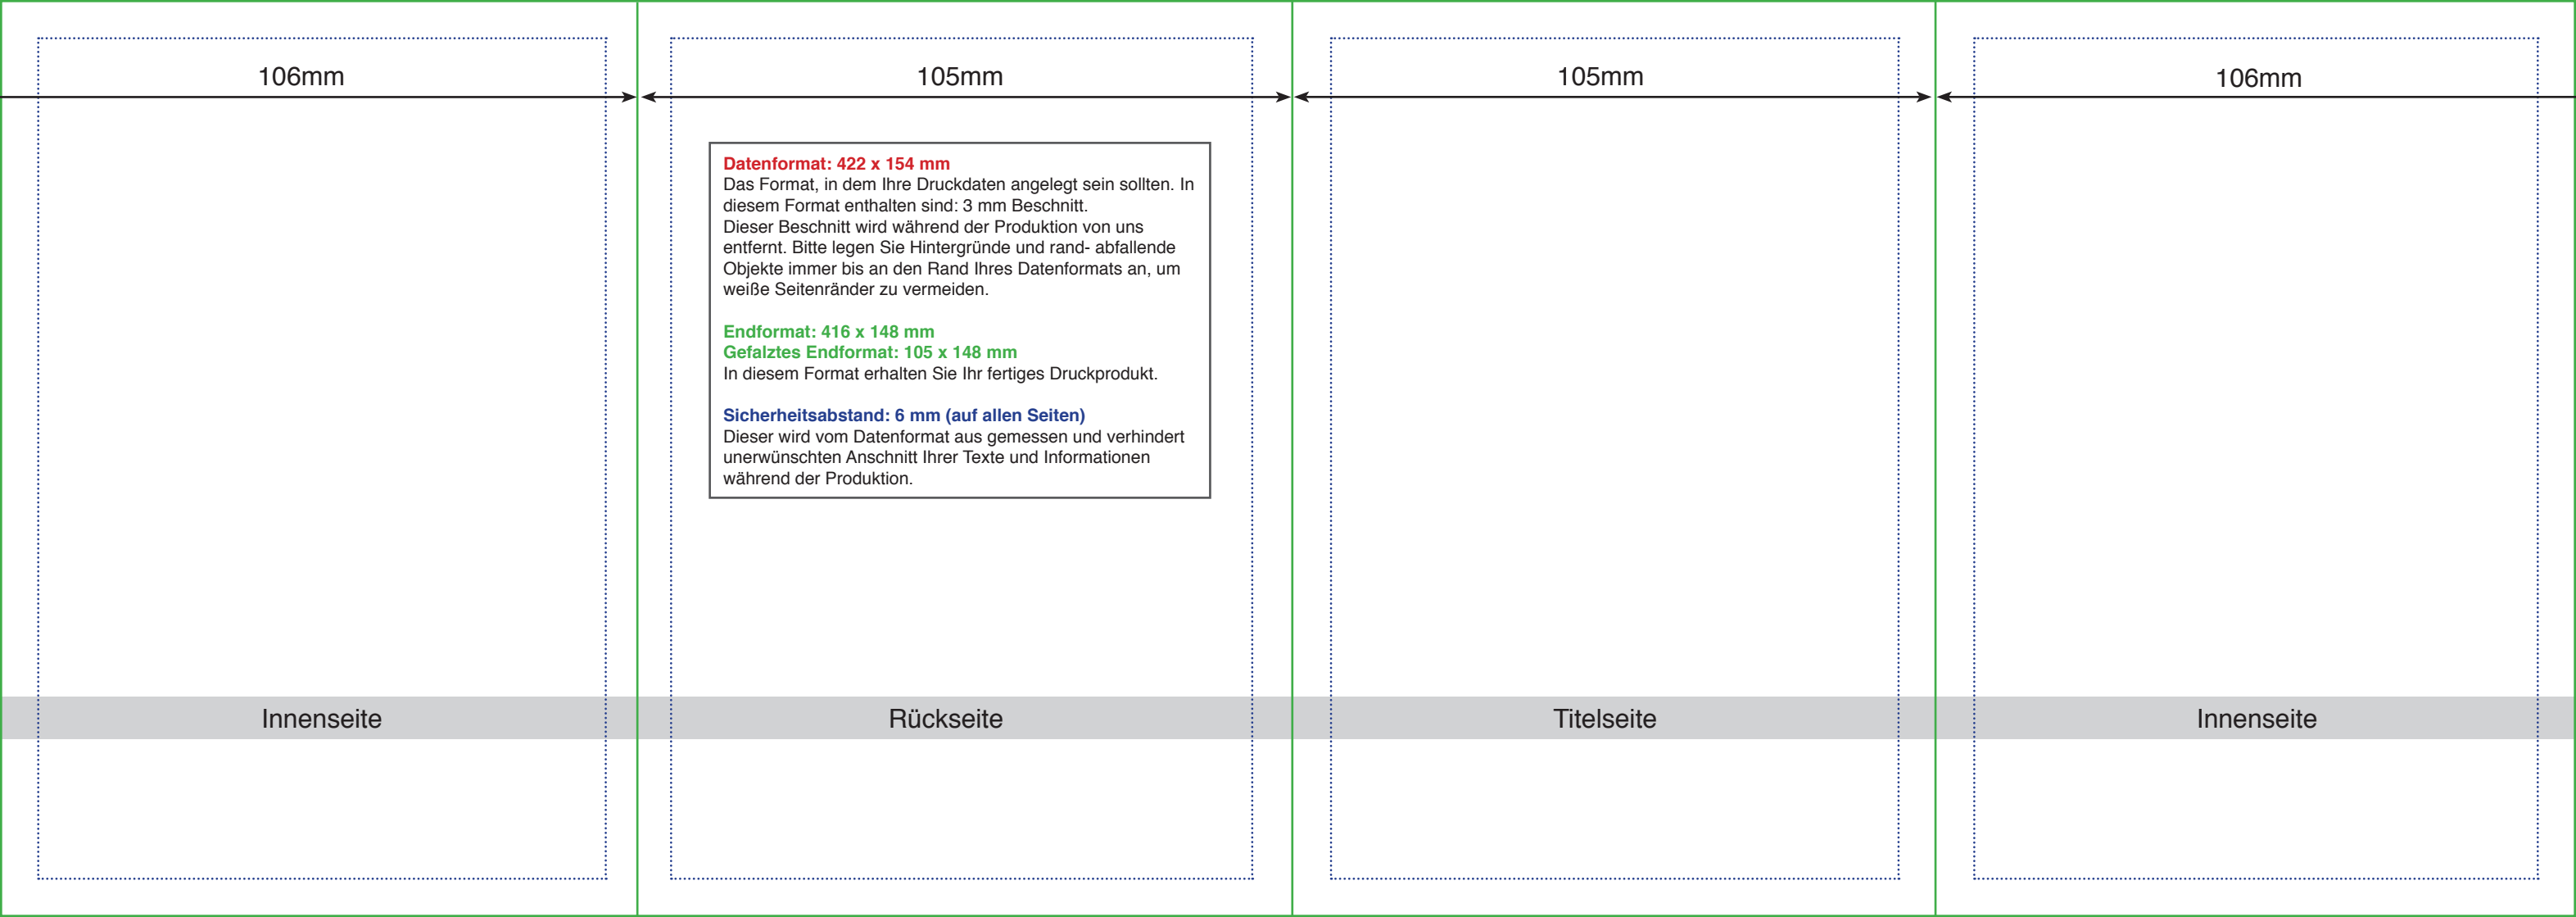 106mm
105mm
105mm
106mm
Datenformat: 422 x 154 mm
Das Format, in dem Ihre Druckdaten angelegt sein sollten. In
diesem Format enthalten sind: 3 mm Beschnitt.
Dieser Beschnitt wird während der Produktion von uns
entfernt. Bitte legen Sie Hintergründe und rand- abfallende
Objekte immer bis an den Rand Ihres Datenformats an, um
weiße Seitenränder zu vermeiden.
Endformat: 416 x 148 mm
Gefalztes Endformat: 105 x 148 mm
In diesem Format erhalten Sie Ihr fertiges Druckprodukt.
Sicherheitsabstand: 6 mm (auf allen Seiten)
Dieser wird vom Datenformat aus gemessen und verhindert
unerwünschten Anschnitt Ihrer Texte und Informationen
während der Produktion.
Innenseite
Rückseite
Titelseite
Innenseite